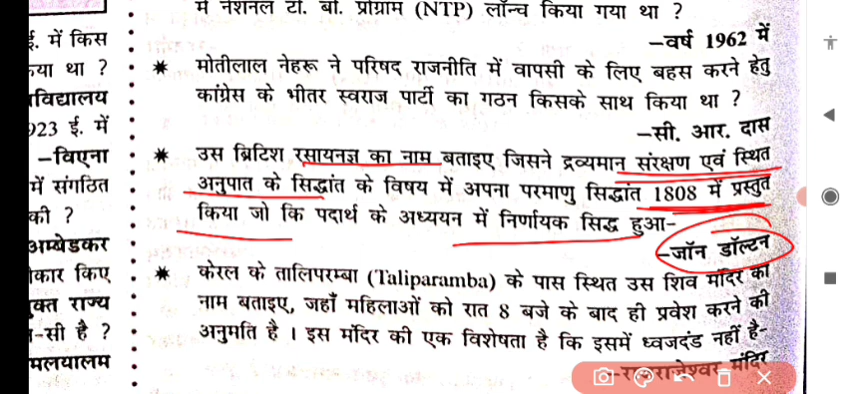 में नेशनल टी. बी. प्रोग्राम (NTP) लॉन्च किया गया था ?
–वर्ष 1962 में
* मोतीलाल नेहरू ने परिषद राजनीति में वापसी के लिए बहस करने हेतु
कांग्रेस के भीतर स्वराज पार्टी का गठन किसके साथ किया था ?
–सी. आर. दास
* उस ब्रिटिश रसायनज्ञ का नाम बताइए जिसने द्रव्यमान संरक्षण एवं स्थित
अनुपात के सिद्धांत के विषय में अपना परमाणु सिद्धांत 1808 में प्रस्तुत
किया जो कि पदार्थ के अध्ययन में निर्णायक सिद्ध हुआ–
–जॉन डॉल्टन
* केरल के तालिपरम्बा (Taliparamba) के पास स्थित उस शिव मंदिर का
नाम बताइए, जहाँ महिलाओं को रात 8 बजे के बाद ही प्रवेश करने की
अनुमति है । इस मंदिर की एक विशेषता है कि इसमें ध्वजदंड नहीं है–
मंदिर
ई. में किस
था ?
923 ई. में
–विएना
में संगठित
की ?
अम्बेडकर
कार किए
राज्य
-सी है ?
मलयालम